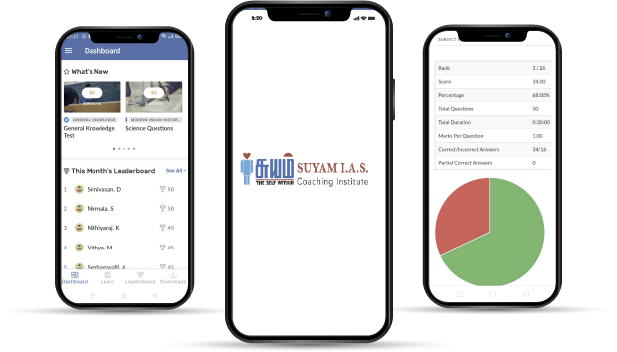 Dashboard
What's New
GENERAL KNOWLEDGE
General Knowledge
Test
MODERN INDIAN HISTOR...
Science Questions
This Month's Leaderboard
See All
1 Srinivasan. D 50
2 Nirmala. S 50
3 Nithiyaraj. K 45
4 Vithya. M 45
5
Dashboard Learn Leaderboard Downloads
5:20
சுயம்
THE SELF WITHIN
SUYAM I.A.S.
Coaching Institute
SUBJECT
Rank 3 / 26
Score 34.00
Percentage 68.00%
Total Questions 50
Total Duration 0:30:00
Marks Per Question 1.00
Correct/Incorrect Answers 34/16
Partial Correct Answers 0